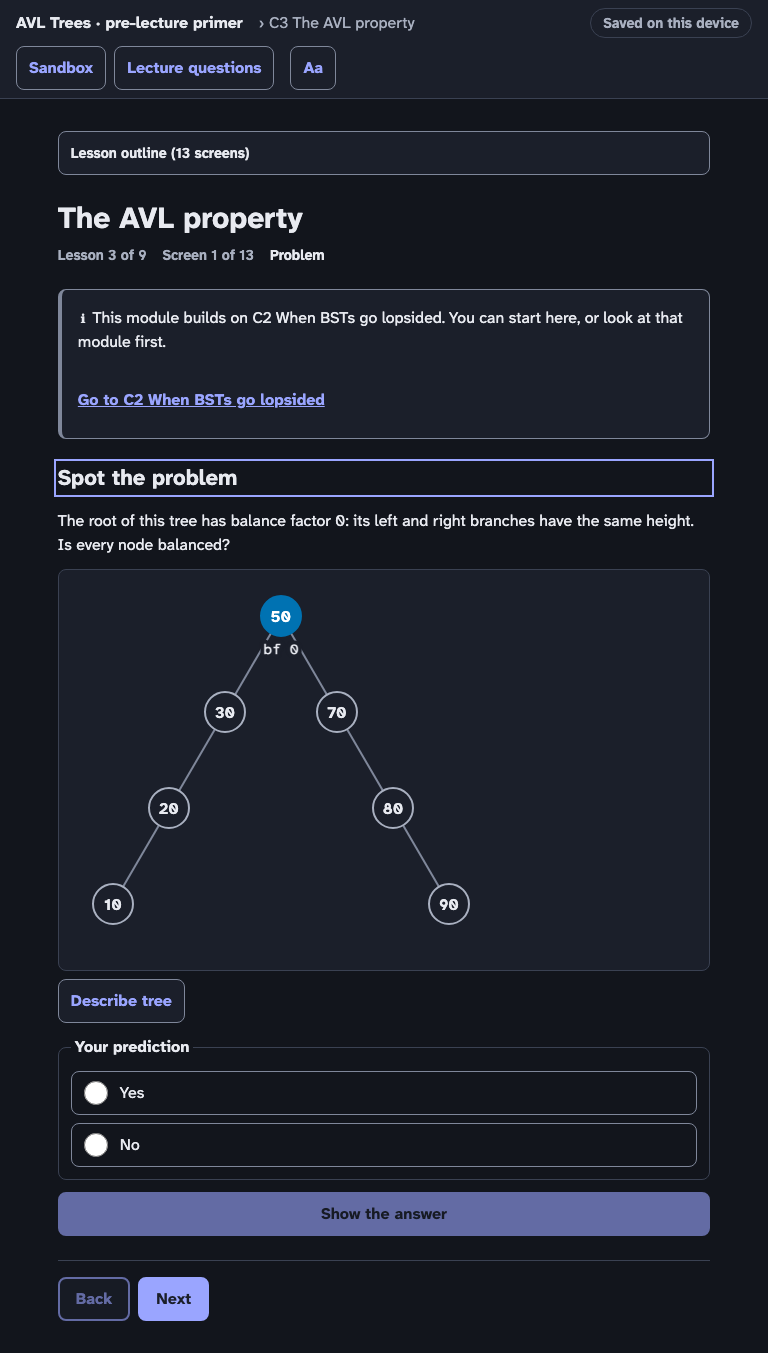 AVL Trees · pre-lecture primer › C3 The AVL property Saved on this device
Sandbox Lecture questions Aa
Lesson outline (13 screens)
The AVL property
Lesson 3 of 9 Screen 1 of 13 Problem
ℹ This module builds on C2 When BSTs go lopsided. You can start here, or look at that
module first.
Go to C2 When BSTs go lopsided
Spot the problem
The root of this tree has balance factor 0: its left and right branches have the same height.
Is every node balanced?
50
bf 0
30 70
20 80
10 90
Describe tree
Your prediction
Yes
No
Show the answer
Back Next